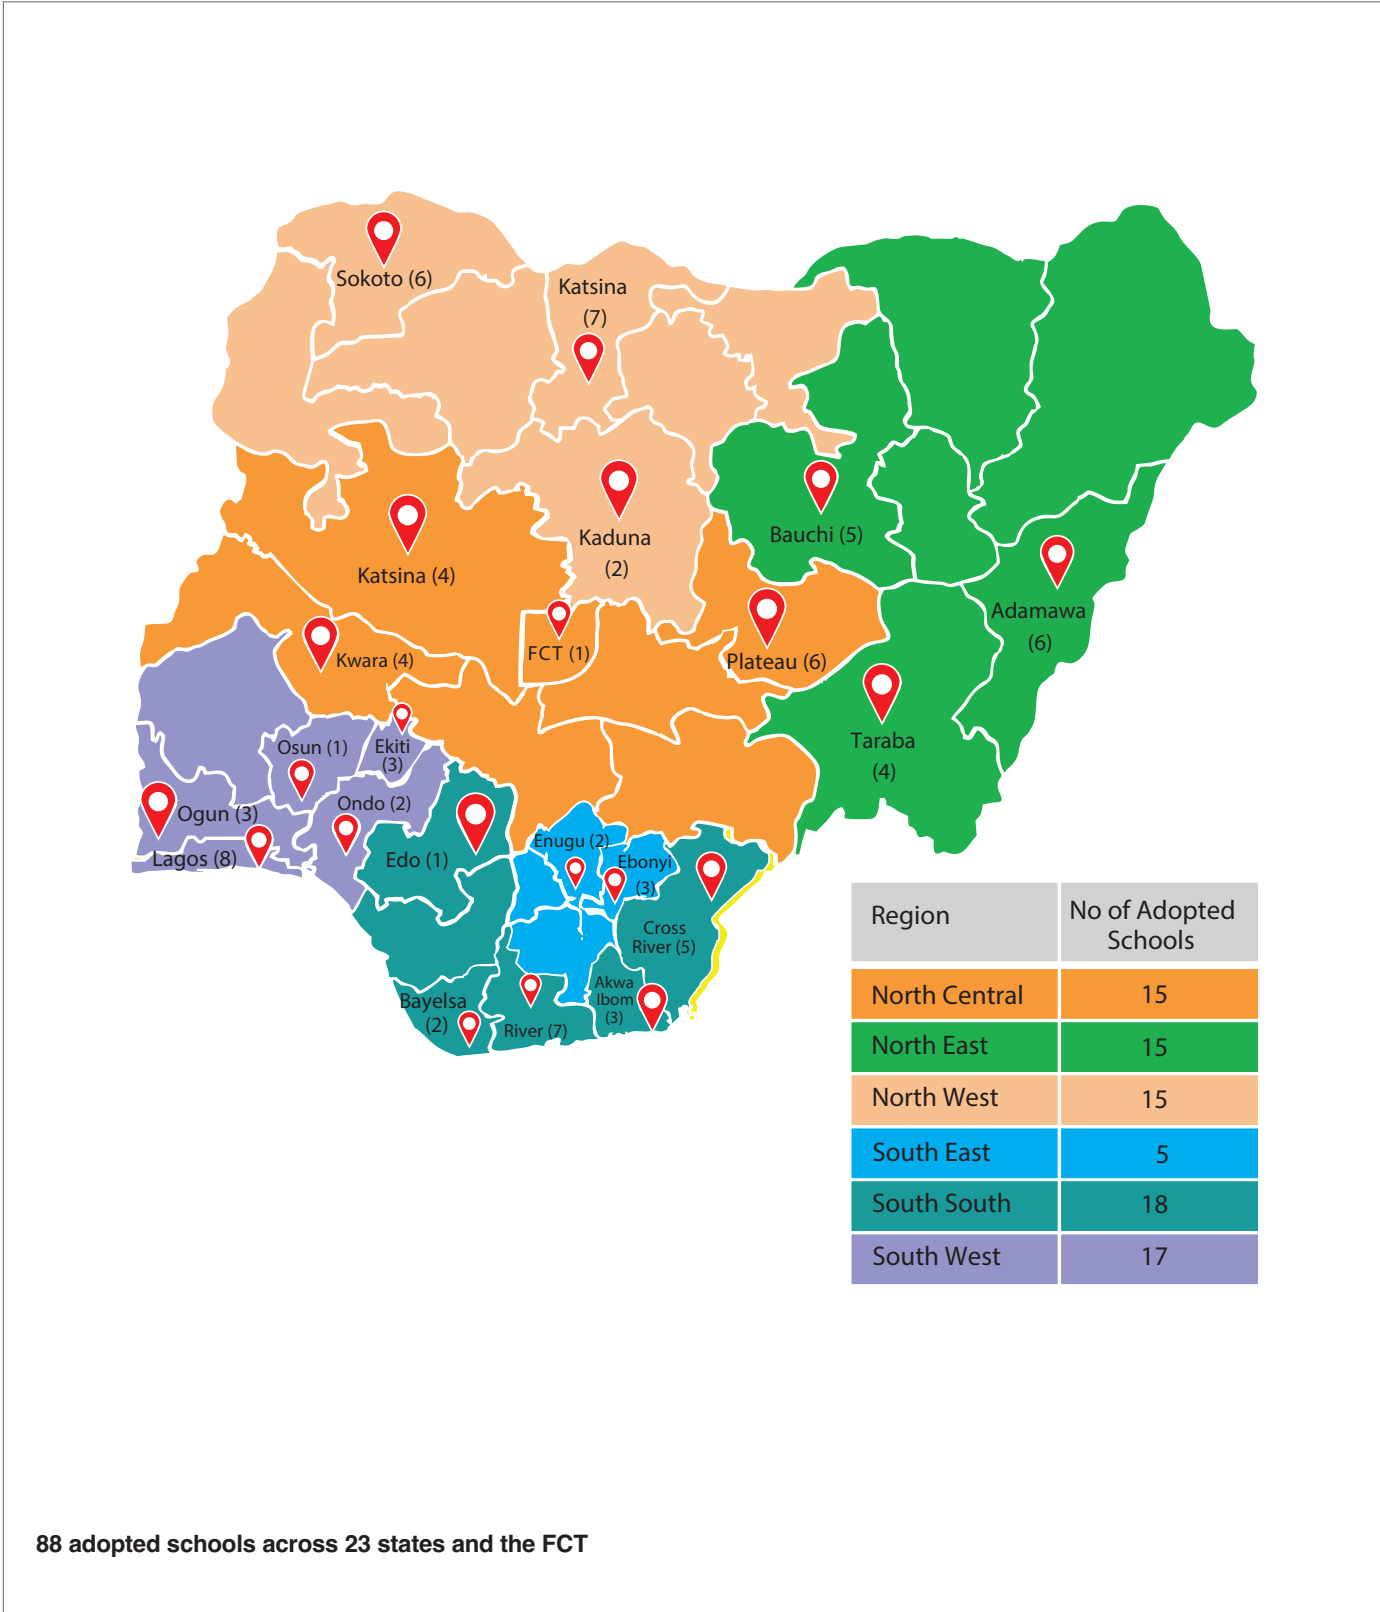 Sokoto (6)
Katsina
(7)
Kaduna
(2)
Bauchi (5)
Katsina (4)
Adamawa
(6)
FCT (1)
Kwara (4)
Plateau (6)
Taraba
(4)
Osun (1)
Ekiti
(3)
Ondo (2)
Ogun (3)
Lagos (8)
Edo (1)
Enugu (2)
Ebonyi
(3)
Cross
River (5)
Akwa
Ibom
(3)
Bayelsa
(2)
River (7)
Region
No of Adopted
Schools
North Central 15
North East 15
North West 15
South East 5
South South 18
South West 17
88 adopted schools across 23 states and the FCT